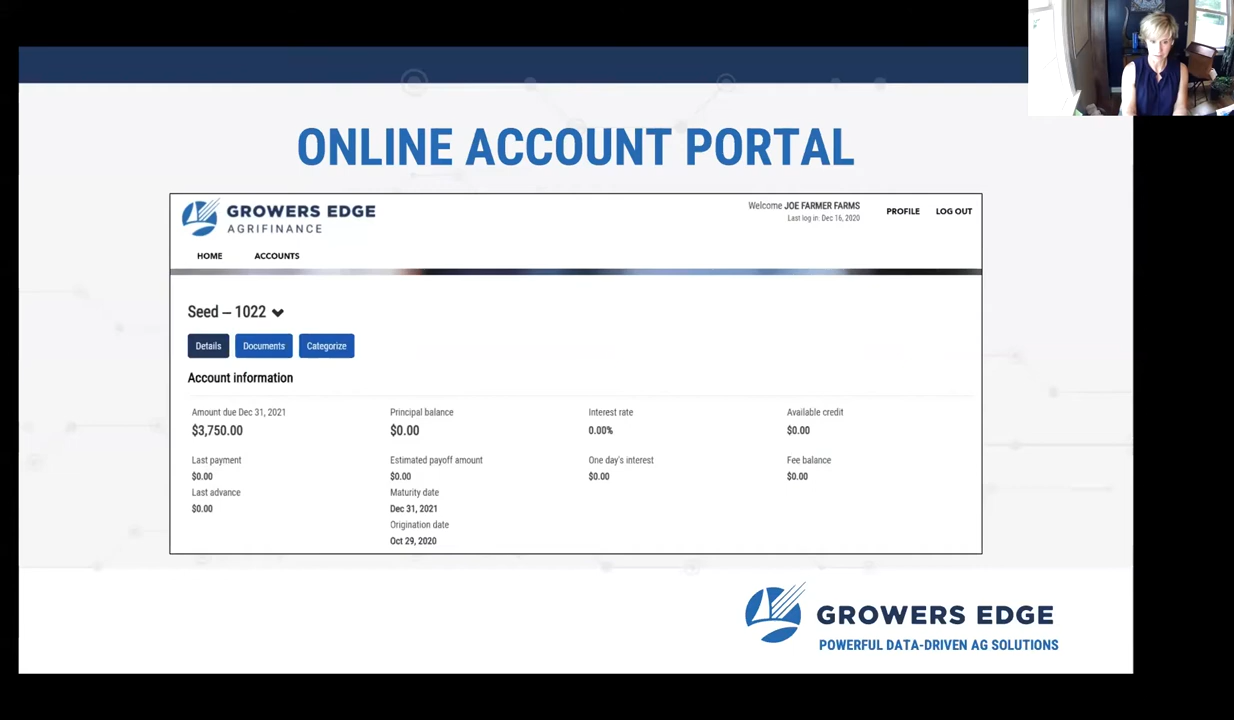 ONLINE ACCOUNT PORTAL
GROWERS EDGE
AGRIFINANCE
Welcome JOE FARMER FARMS
Last log in: Dec 16, 2020
PROFILE
LOG OUT
HOME
ACCOUNTS
Seed – 1022
Details
Documents
Categorize
Account information
Amount due Dec 31, 2021
$3,750.00
Principal balance
$0.00
Interest rate
0.00%
Available credit
$0.00
Last payment
$0.00
Last advance
$0.00
Estimated payoff amount
$0.00
Maturity date
Dec 31, 2021
Origination date
Oct 29, 2020
One day's interest
$0.00
Fee balance
$0.00
GROWERS EDGE
POWERFUL DATA-DRIVEN AG SOLUTIONS